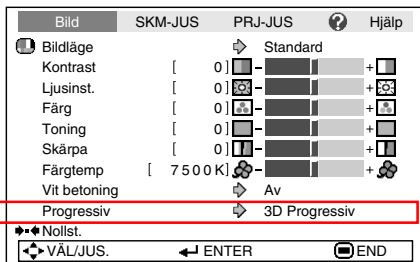 Bild SKM-JUS PRJ-JUS ? Hjälp
Bildläge Standard
Kontrast [ 0] - +
Ljusinst. [ 0] - +
Färg [ 0] - +
Toning [ 0] - +
Skärpa [ 0] - +
Färgtemp [ 7500K] - +
Vit betoning Av
Progressiv 3D Progressiv
Nollst.
VÄL/JUS. ENTER END